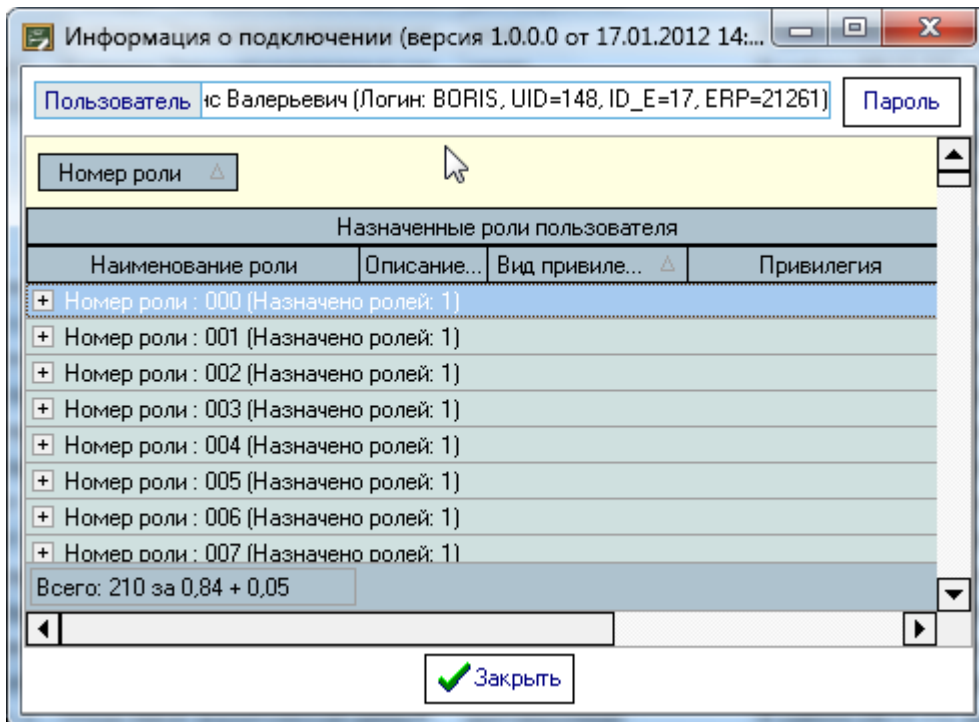 Информация о подключении (версия 1.0.0.0 от 17.01.2012 14:...
Пользователь ис Валерьевич (Логин: BORIS, UID=148, ID_E=17, ERP=21261) Пароль
Номер роли
Назначенные роли пользователя
Наименование роли Описание... Вид привиле... Привилегия
Номер роли : 000 (Назначено ролей: 1)
Номер роли : 001 (Назначено ролей: 1)
Номер роли : 002 (Назначено ролей: 1)
Номер роли : 003 (Назначено ролей: 1)
Номер роли : 004 (Назначено ролей: 1)
Номер роли : 005 (Назначено ролей: 1)
Номер роли : 006 (Назначено ролей: 1)
Номер роли : 007 (Назначено ролей: 1)
Всего: 210 за 0,84 + 0,05
Закрыть